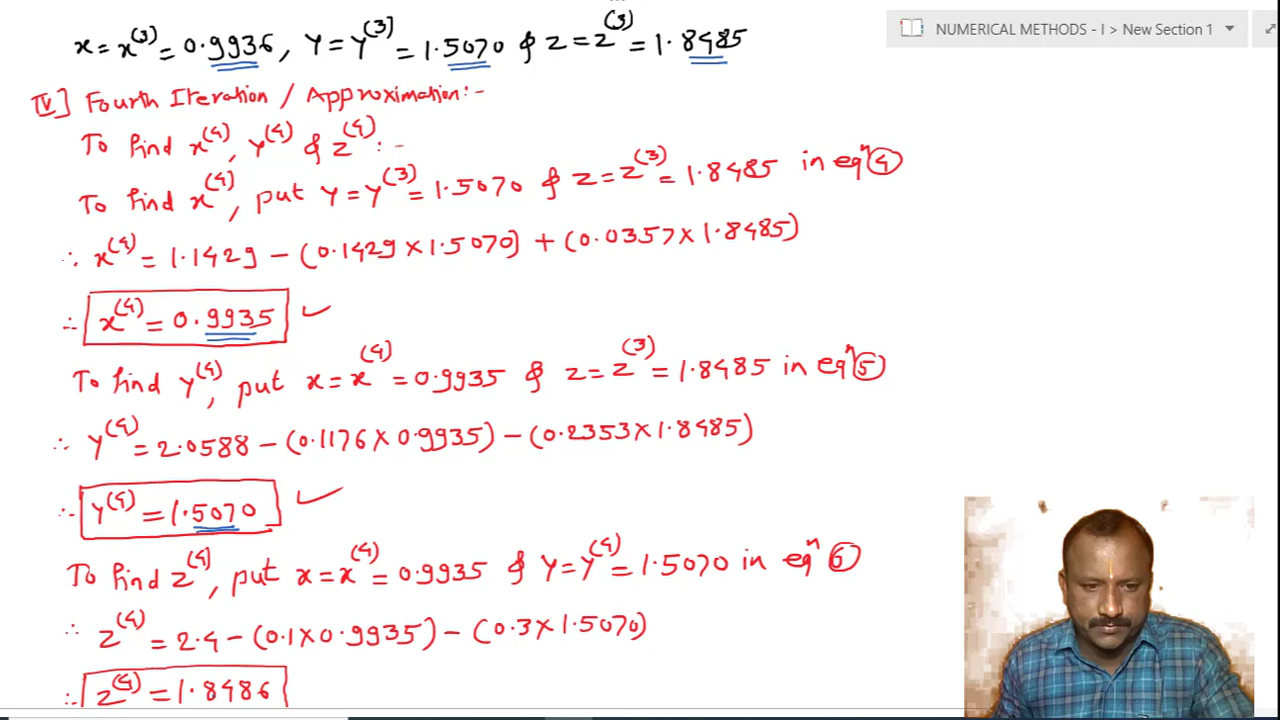 x = x^(3) = 0.9936, y = y^(3) = 1.5070 & z = z^(3) = 1.8485
NUMERICAL METHODS - I > New Section 1
IV] Fourth Iteration / Approximation:-
To find x^(4), y^(4) & z^(4) :-
To find x^(4), put y = y^(3) = 1.5070 & z = z^(3) = 1.8485 in eqⁿ ④
∴ x^(4) = 1.1429 - (0.1429 × 1.5070) + (0.0357 × 1.8485)
∴ x^(4) = 0.9935 ✓
To find y^(4), put x = x^(4) = 0.9935 & z = z^(3) = 1.8485 in eqⁿ ⑤
∴ y^(4) = 2.0588 - (0.1176 × 0.9935) - (0.2353 × 1.8485)
∴ y^(4) = 1.5070 ✓
To find z^(4), put x = x^(4) = 0.9935 & y = y^(4) = 1.5070 in eqⁿ ⑥
∴ z^(4) = 2.4 - (0.1 × 0.9935) - (0.3 × 1.5070)
∴ z^(4) = 1.8486